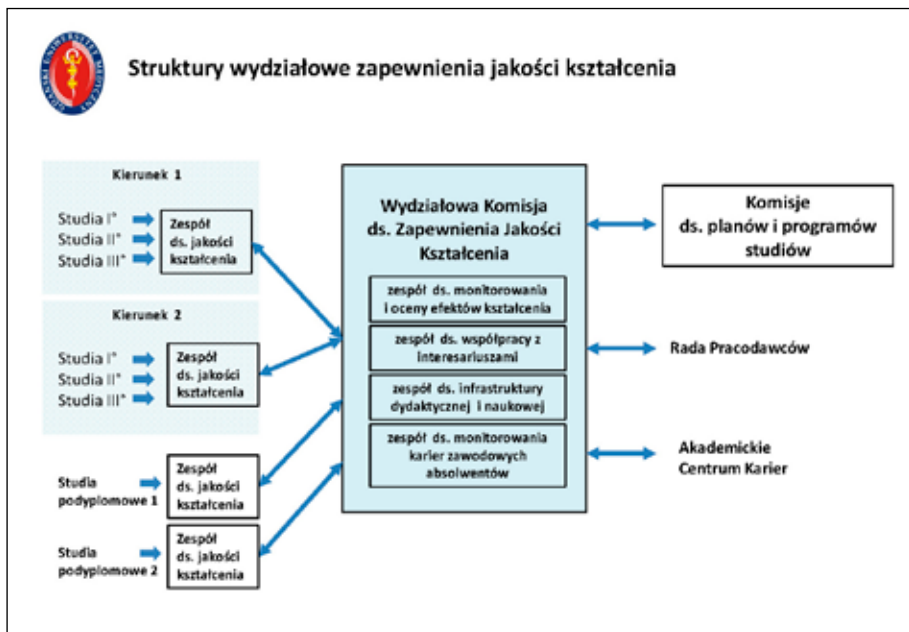 GDAŃSKI UNIWERSYTET MEDYCZNY
Struktury wydziałowe zapewnienia jakości kształcenia
Kierunek 1
Studia I°
Studia II°
Studia III°
Zespół
ds. jakości
kształcenia
Kierunek 2
Studia I°
Studia II°
Studia III°
Zespół
ds. jakości
kształcenia
Studia
podyplomowe 1
Zespół
ds. jakości
kształcenia
Studia
podyplomowe 2
Zespół
ds. jakości
kształcenia
Wydziałowa Komisja
ds. Zapewnienia Jakości
Kształcenia
zespół ds. monitorowania
i oceny efektów kształcenia
zespół ds. współpracy z
interesariuszami
zespół ds. infrastruktury
dydaktycznej i naukowej
zespół ds. monitorowania
karier zawodowych
absolwentów
Komisje
ds. planów i programów
studiów
Rada Pracodawców
Akademickie
Centrum Karier